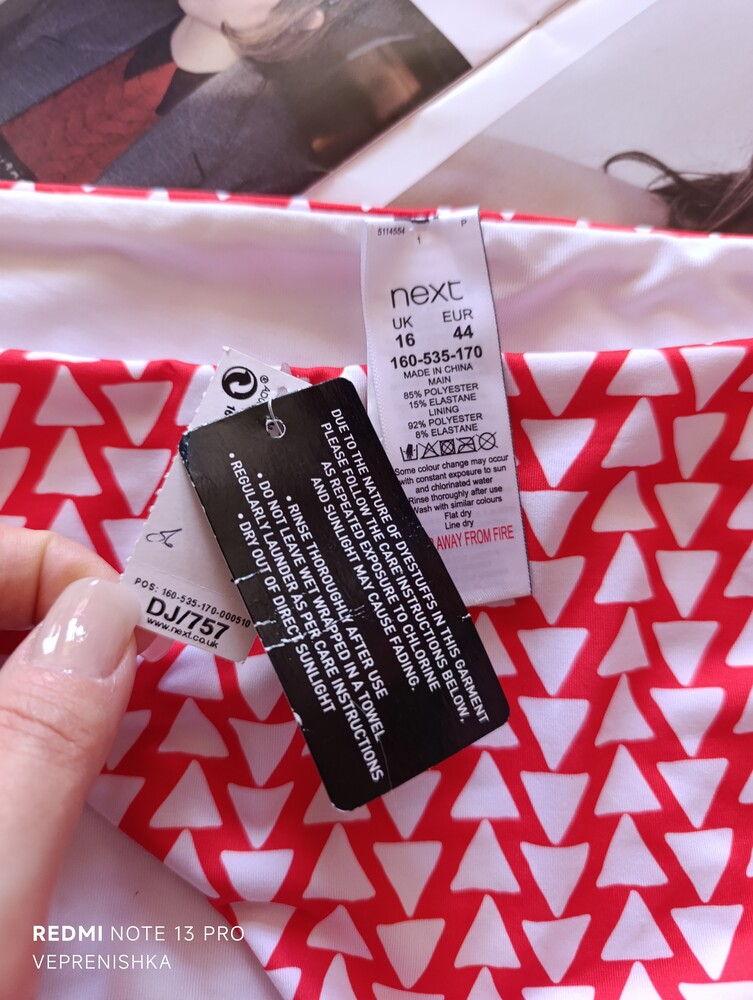 5114554
1
P
next
UK EUR
16 44
160-535-170
MADE IN CHINA
MAIN
85% POLYESTER
15% ELASTANE
LINING
92% POLYESTER
8% ELASTANE
Some colour change may occur
with constant exposure to sun
and chlorinated water
Rinse thoroughly after use
Wash with similar colours
Flat dry
Line dry
AWAY FROM FIRE
DUE TO THE NATURE OF DYESTUFFS IN THIS GARMENT
PLEASE FOLLOW THE CARE INSTRUCTIONS BELOW,
AS REPEATED EXPOSURE TO CHLORINE
AND SUNLIGHT MAY CAUSE FADING.
• RINSE THOROUGHLY AFTER USE
• DO NOT LEAVE WET WRAPPED IN A TOWEL
• REGULARLY LAUNDER AS PER CARE INSTRUCTIONS
• DRY OUT OF DIRECT SUNLIGHT
POS: 160-535-170-000510
DJ/757
www.next.co.uk
REDMI NOTE 13 PRO
VEPRENISHKA